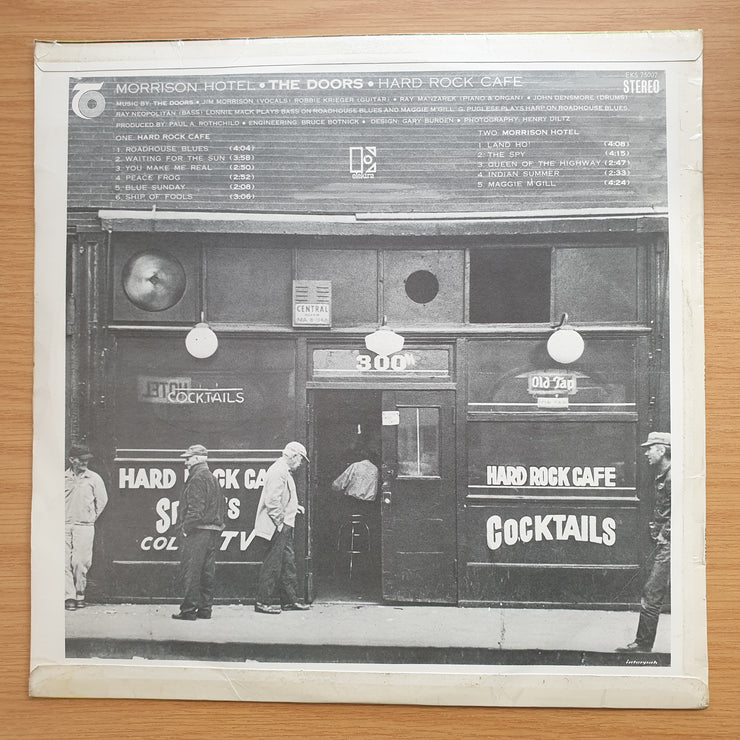 EKS 75007
MORRISON HOTEL • THE DOORS • HARD ROCK CAFE
STEREO
MUSIC BY: THE DOORS • JIM MORRISON (VOCALS) ROBBIE KRIEGER (GUITAR) • RAY MANZAREK (PIANO & ORGAN) • JOHN DENSMORE (DRUMS)
RAY NEOPOLITAN (BASS) LONNIE MACK PLAYS BASS ON ROADHOUSE BLUES AND MAGGIE M'GILL • G. PUGLESE PLAYS HARP ON ROADHOUSE BLUES
PRODUCED BY: PAUL A. ROTHCHILD • ENGINEERING: BRUCE BOTNICK • DESIGN: GARY BURDEN • PHOTOGRAPHY: HENRY DILTZ
ONE: HARD ROCK CAFE
1. ROADHOUSE BLUES (4:04)
2. WAITING FOR THE SUN (3:58)
3. YOU MAKE ME REAL (2:50)
4. PEACE FROG (2:52)
5. BLUE SUNDAY (2:08)
6. SHIP OF FOOLS (3:06)
TWO: MORRISON HOTEL
1. LAND HO! (4:08)
2. THE SPY (4:15)
3. QUEEN OF THE HIGHWAY (2:47)
4. INDIAN SUMMER (2:33)
5 MAGGIE M'GILL (4:24)
elektra
CENTRAL
300
HOTEL
COCKTAILS
Old Tap
HARD ROCK CAFE
COL TV
HARD ROCK CAFE
COCKTAILS
interpak